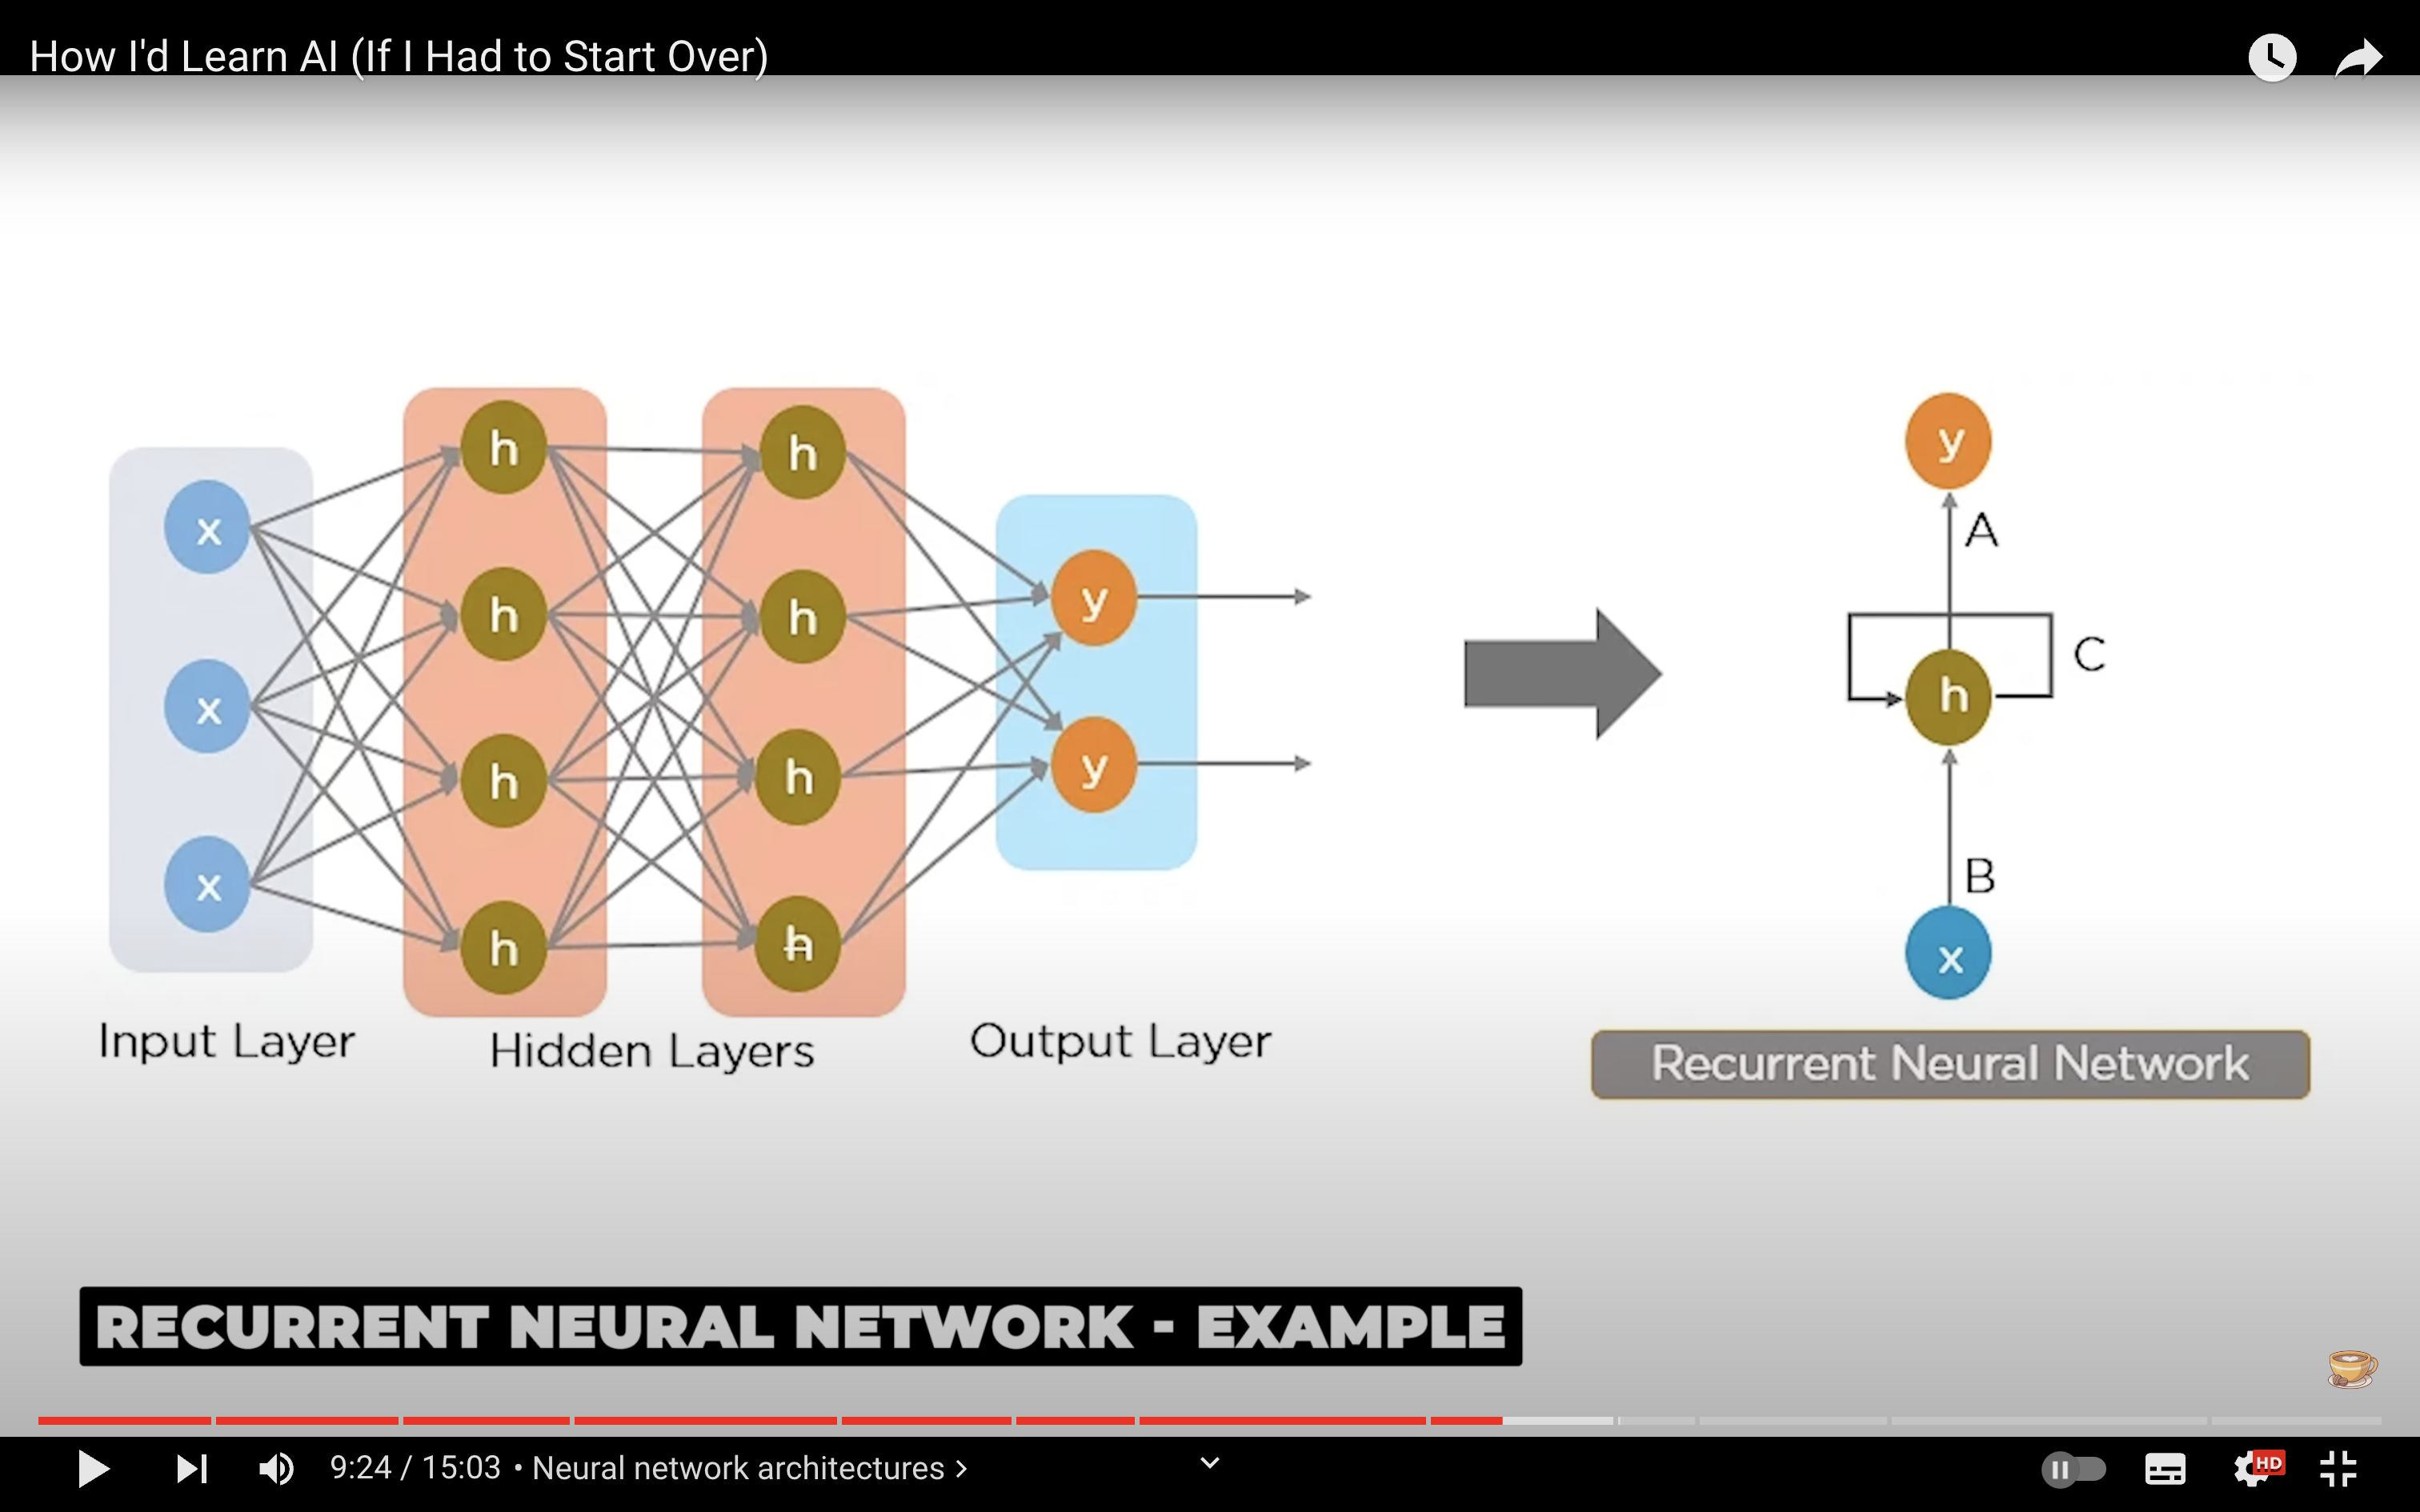 How I'd Learn AI (If I Had to Start Over)
x
x
x
h
h
h
h
h
h
h
h
y
y
Input Layer
Hidden Layers
Output Layer
y
A
C
h
B
x
Recurrent Neural Network
RECURRENT NEURAL NETWORK - EXAMPLE
9:24 / 15:03 • Neural network architectures >
HD